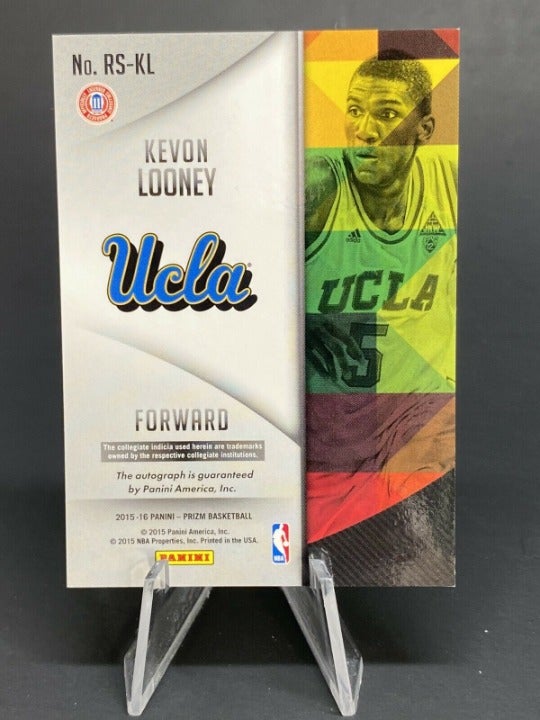 No. RS-KL
KEVON
LOONEY
Ucla
FORWARD
The collegiate indicia used herein are trademarks
owned by the respective collegiate institutions.
The autograph is guaranteed
by Panini America, Inc.
2015-16 PANINI – PRIZM BASKETBALL
© 2015 Panini America, Inc.
© 2015 NBA Properties, Inc. Printed in the USA.
PANINI
NBA
adidas
UCLA
5